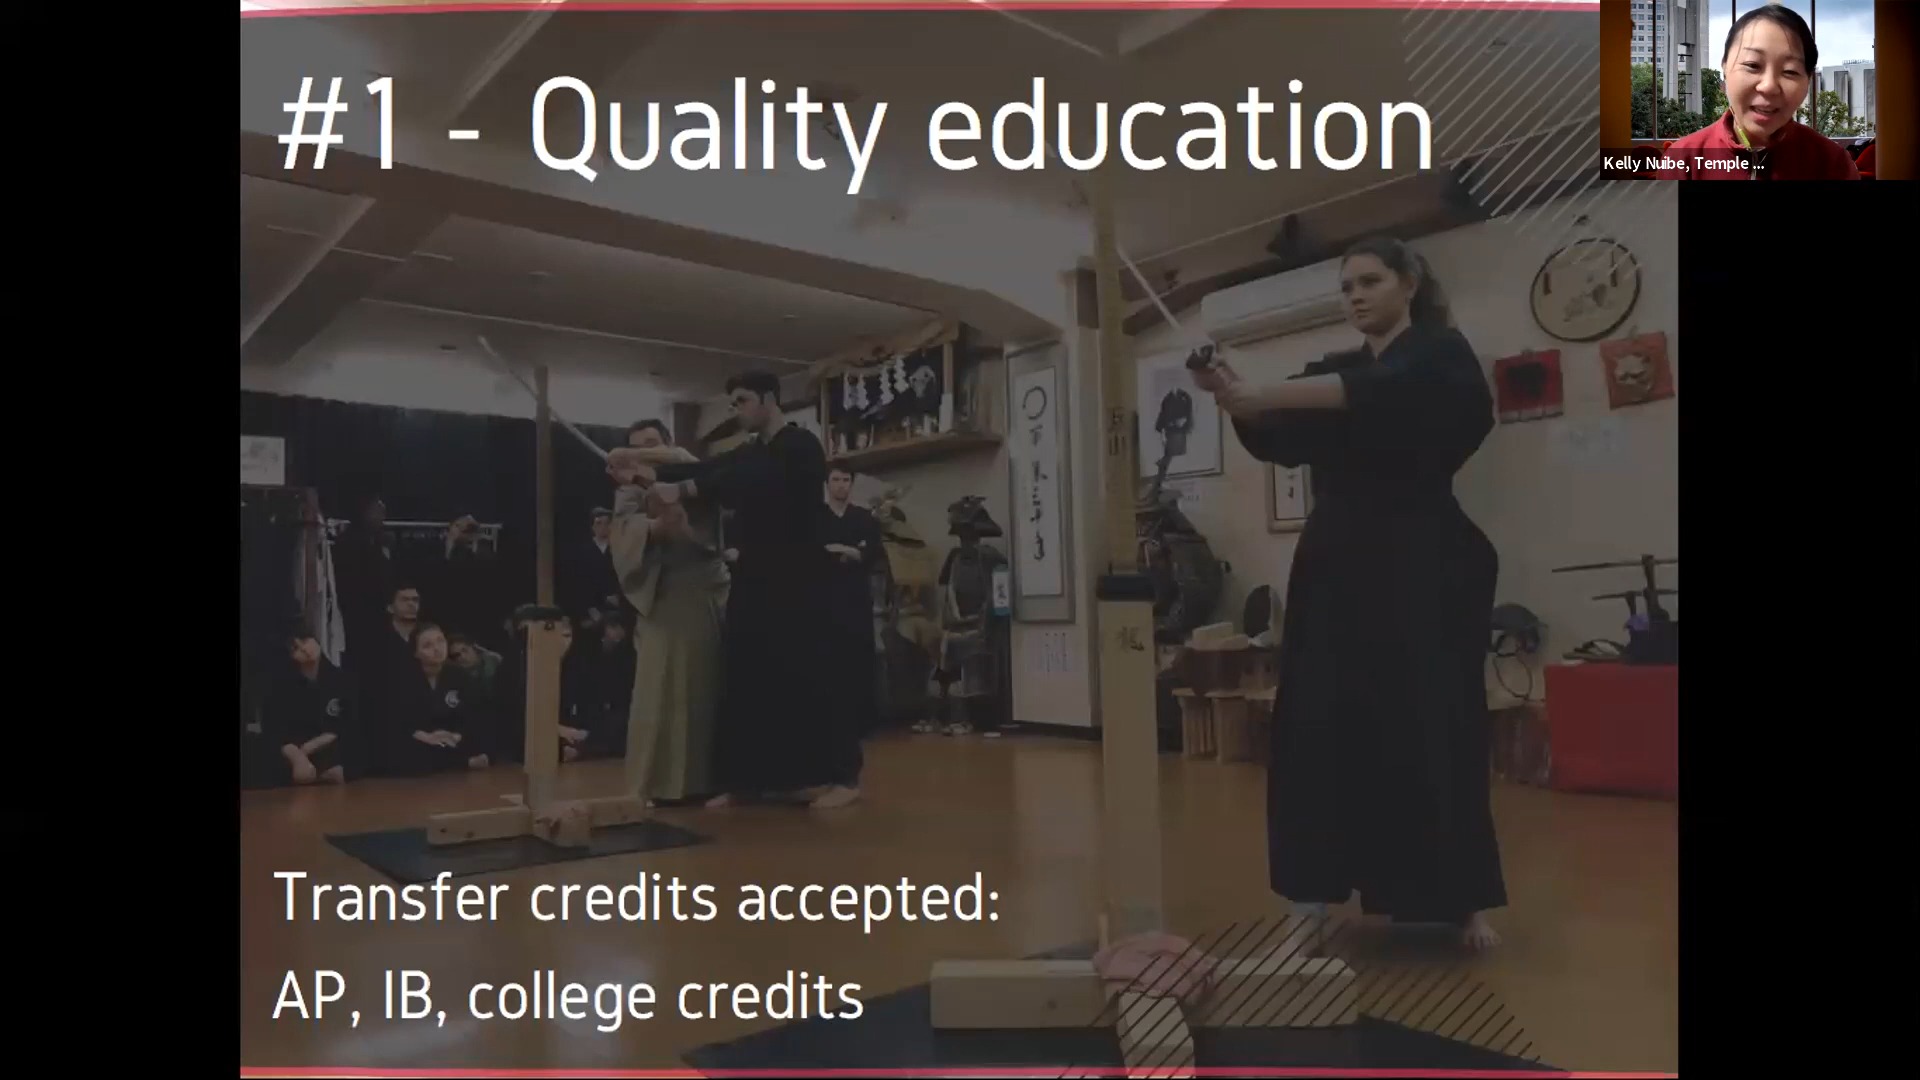 #1 - Quality education
Kelly Nuibe, Temple ...
Transfer credits accepted:
AP, IB, college credits